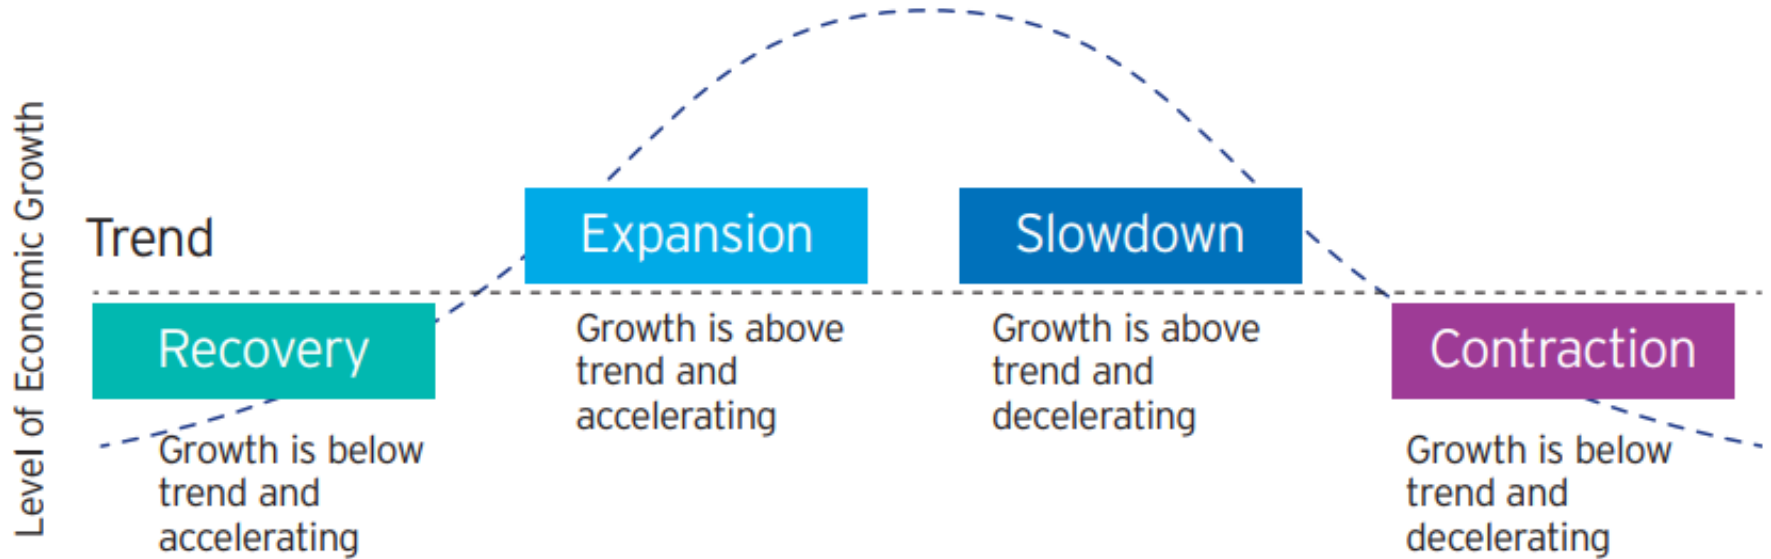 Level of Economic Growth
Trend
Recovery
Growth is below
trend and
accelerating
Expansion
Growth is above
trend and
accelerating
Slowdown
Growth is above
trend and
decelerating
Contraction
Growth is below
trend and
decelerating